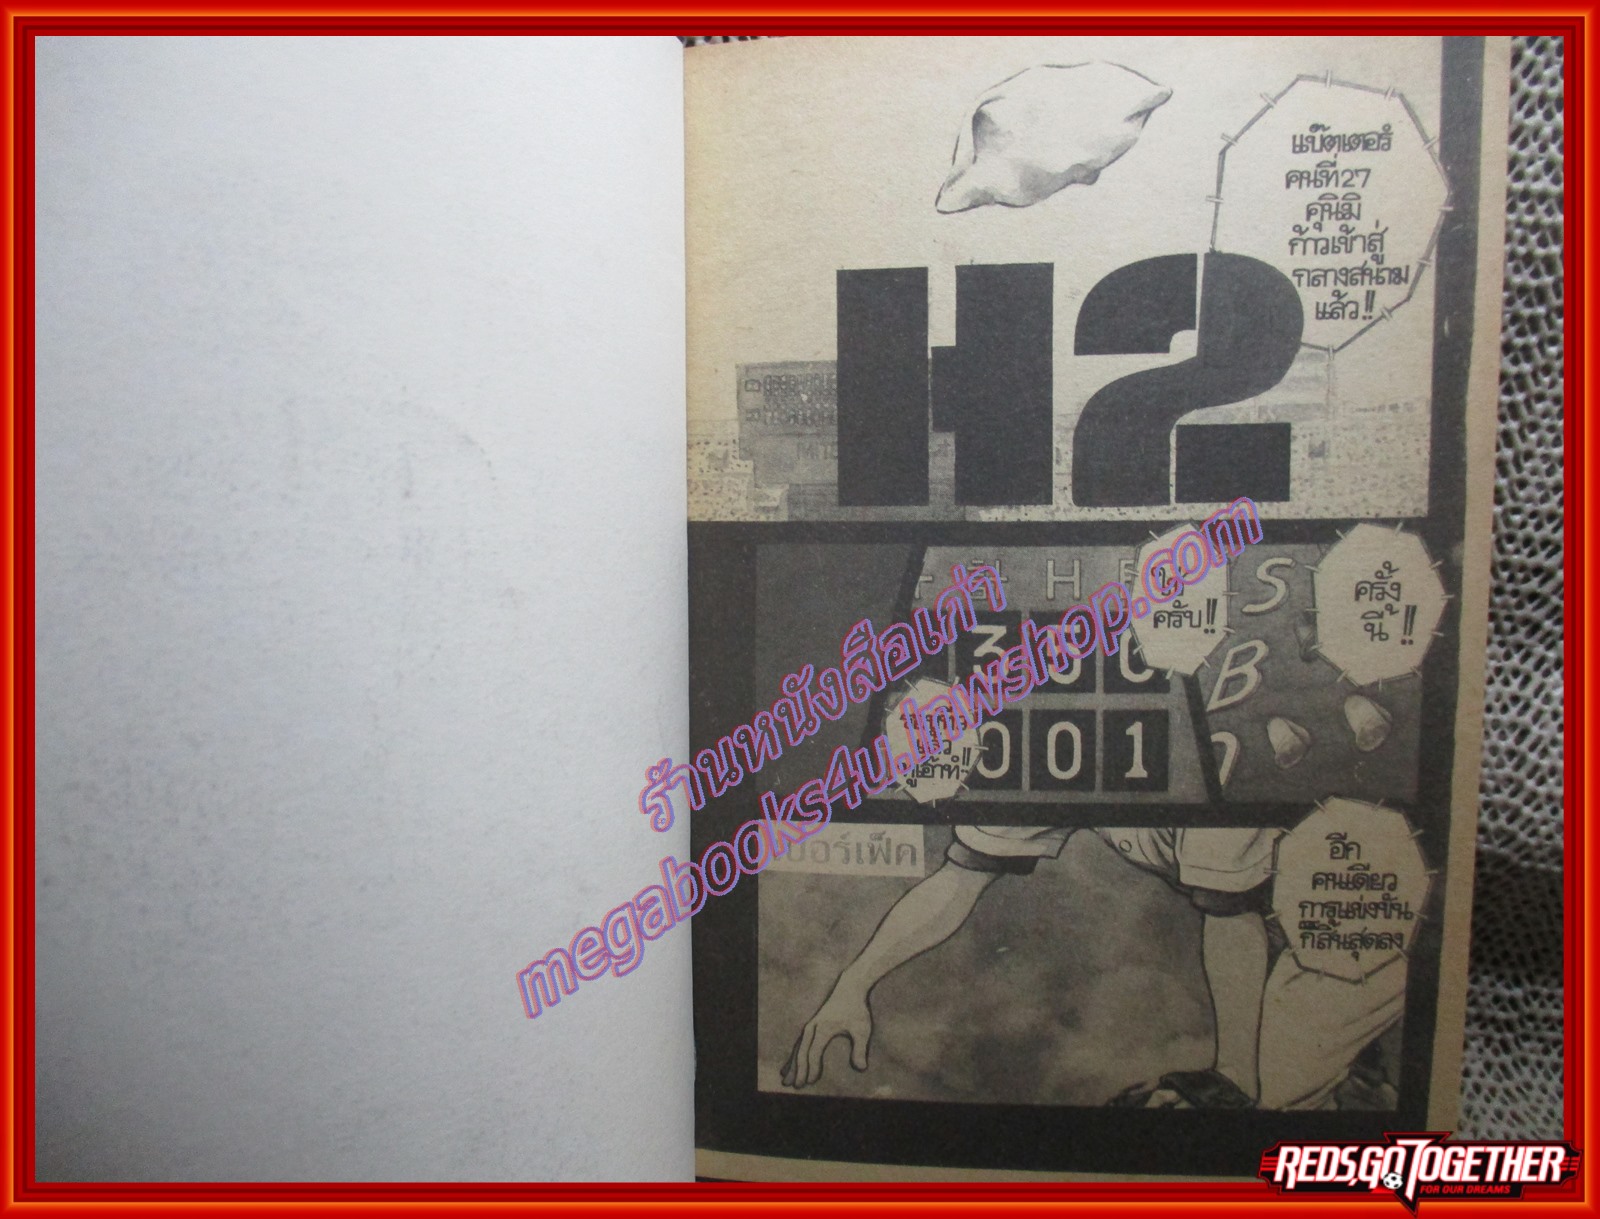 แบ๊ตเตอร์
คนที่27
คุนิมิ
ก้าวเข้าสู่
กลางสนาม
แล้ว!!
H2
H
S
ครั้ง
นี้!!
ครับ!!
3
B
แล้ว
001
อีก
คนเดียว
การแข่งขัน
ก็สิ้นสุดลง
ร้านหนังสือเก่า
megabooks4u.lnwshop.com
REDS,GO TOGETHER
FOR OUR DREAMS